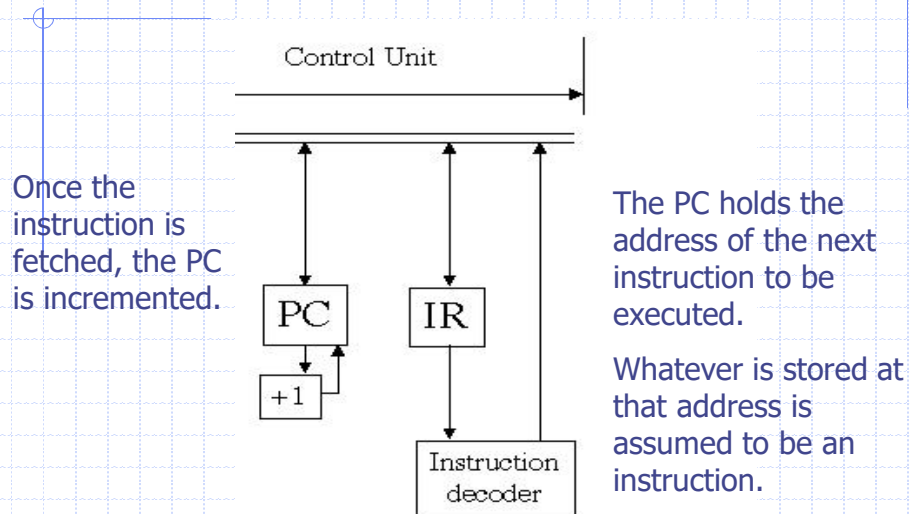 Control Unit
Once the
instruction is
fetched, the PC
is incremented.
PC
+1
IR
Instruction
decoder
The PC holds the
address of the next
instruction to be
executed.
Whatever is stored at
that address is
assumed to be an
instruction.